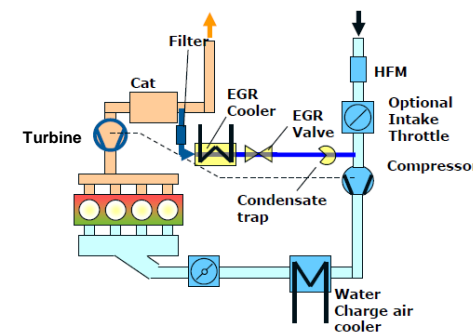 Filter
Cat
HFM
EGR
Cooler
Optional
Intake
Throttle
EGR
Valve
Turbine
Compressor
Condensate
trap
Water
Charge air
cooler